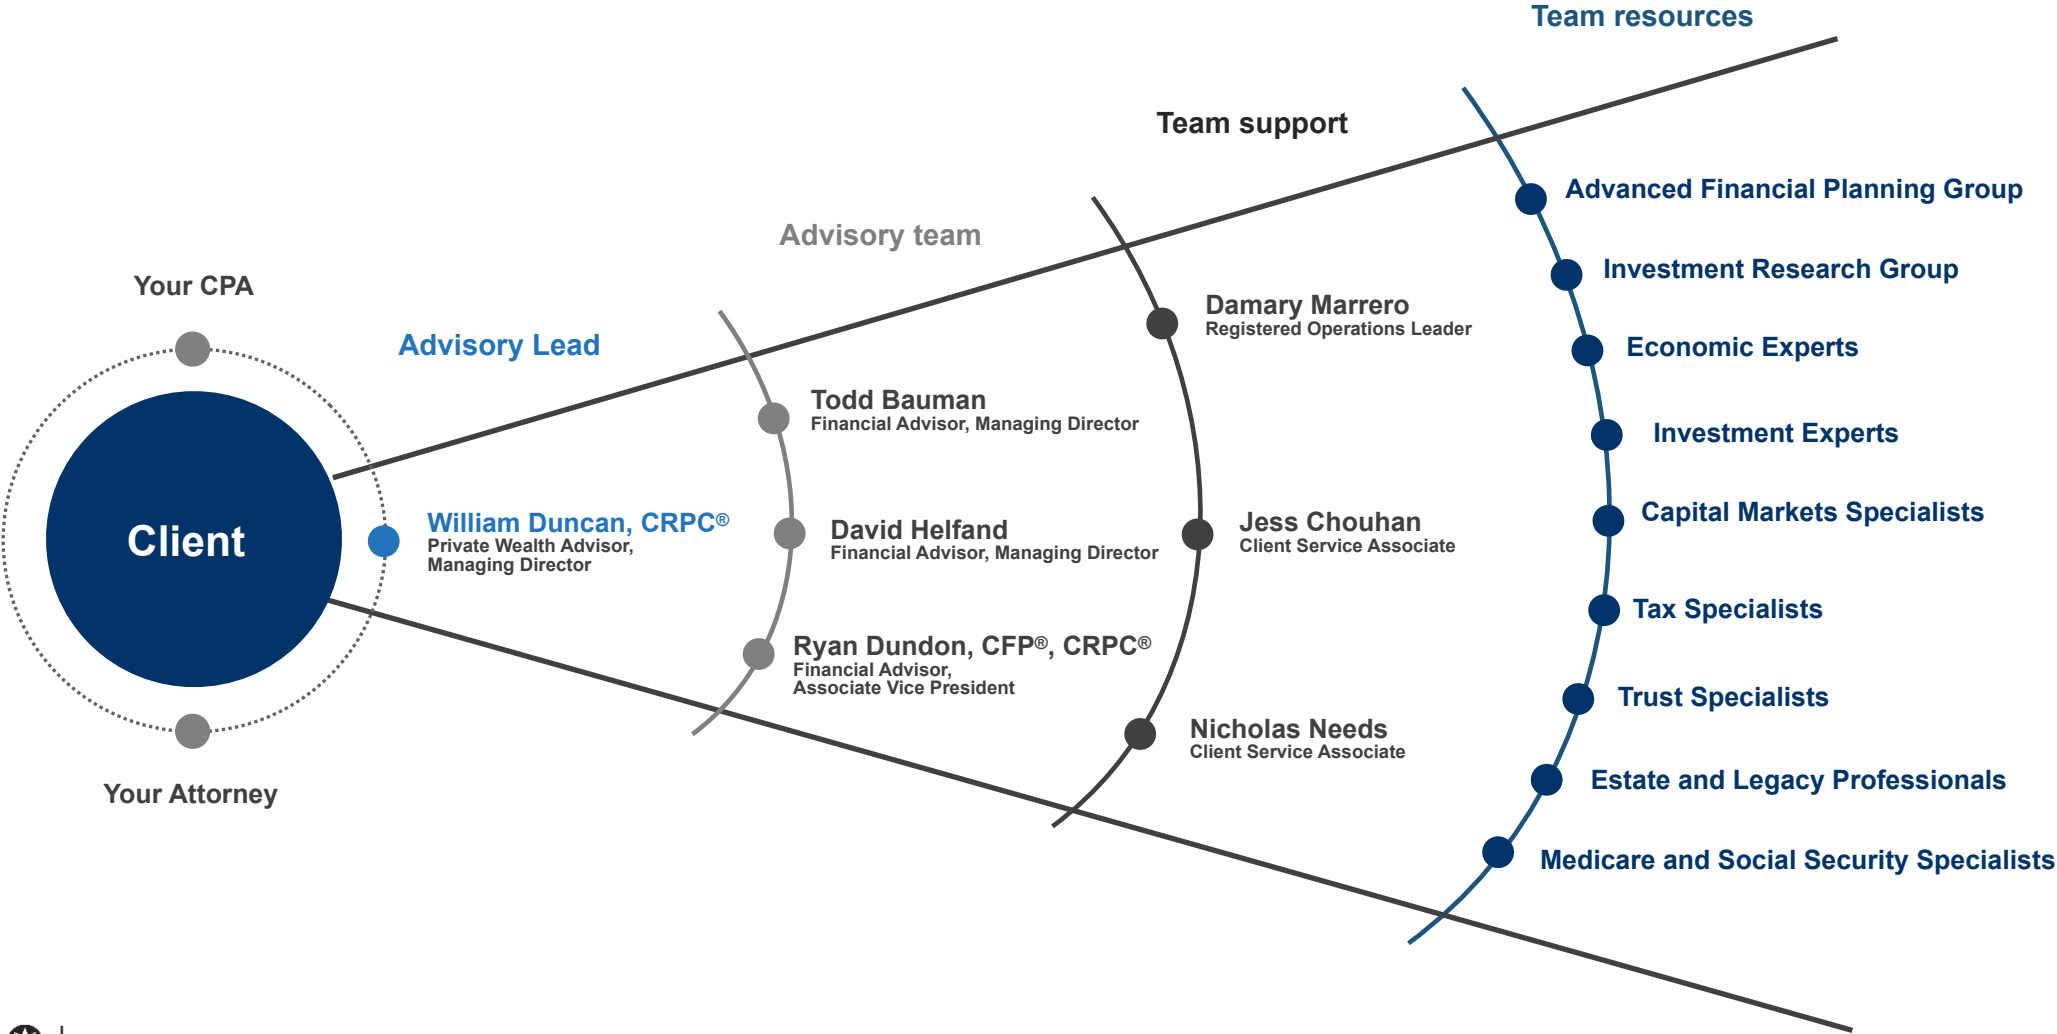 Team resources
Team support
Advisory team
Advisory Lead
Your CPA
Client
Your Attorney
William Duncan, CRPC®
Private Wealth Advisor,
Managing Director
Todd Bauman
Financial Advisor, Managing Director
David Helfand
Financial Advisor, Managing Director
Ryan Dundon, CFP®, CRPC®
Financial Advisor,
Associate Vice President
Damary Marrero
Registered Operations Leader
Jess Chouhan
Client Service Associate
Nicholas Needs
Client Service Associate
Advanced Financial Planning Group
Investment Research Group
Economic Experts
Investment Experts
Capital Markets Specialists
Tax Specialists
Trust Specialists
Estate and Legacy Professionals
Medicare and Social Security Specialists